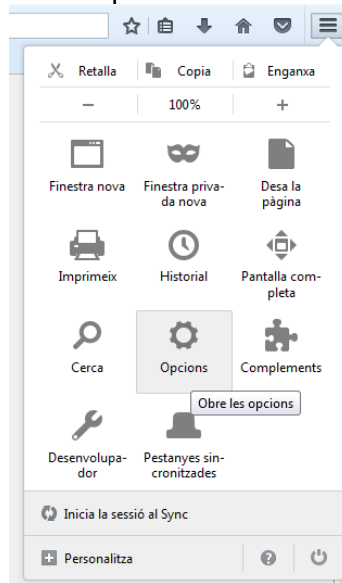 Retalla Copia Enganxa
− 100% +
Finestra nova Finestra priva-
da nova Desa la
pàgina
Imprimeix Historial Pantalla com-
pleta
Cerca Opcions Complements
Obre les opcions
Desenvolupa-
dor Pestanyes sin-
cronitzades
Inicia la sessió al Sync
Personalitza